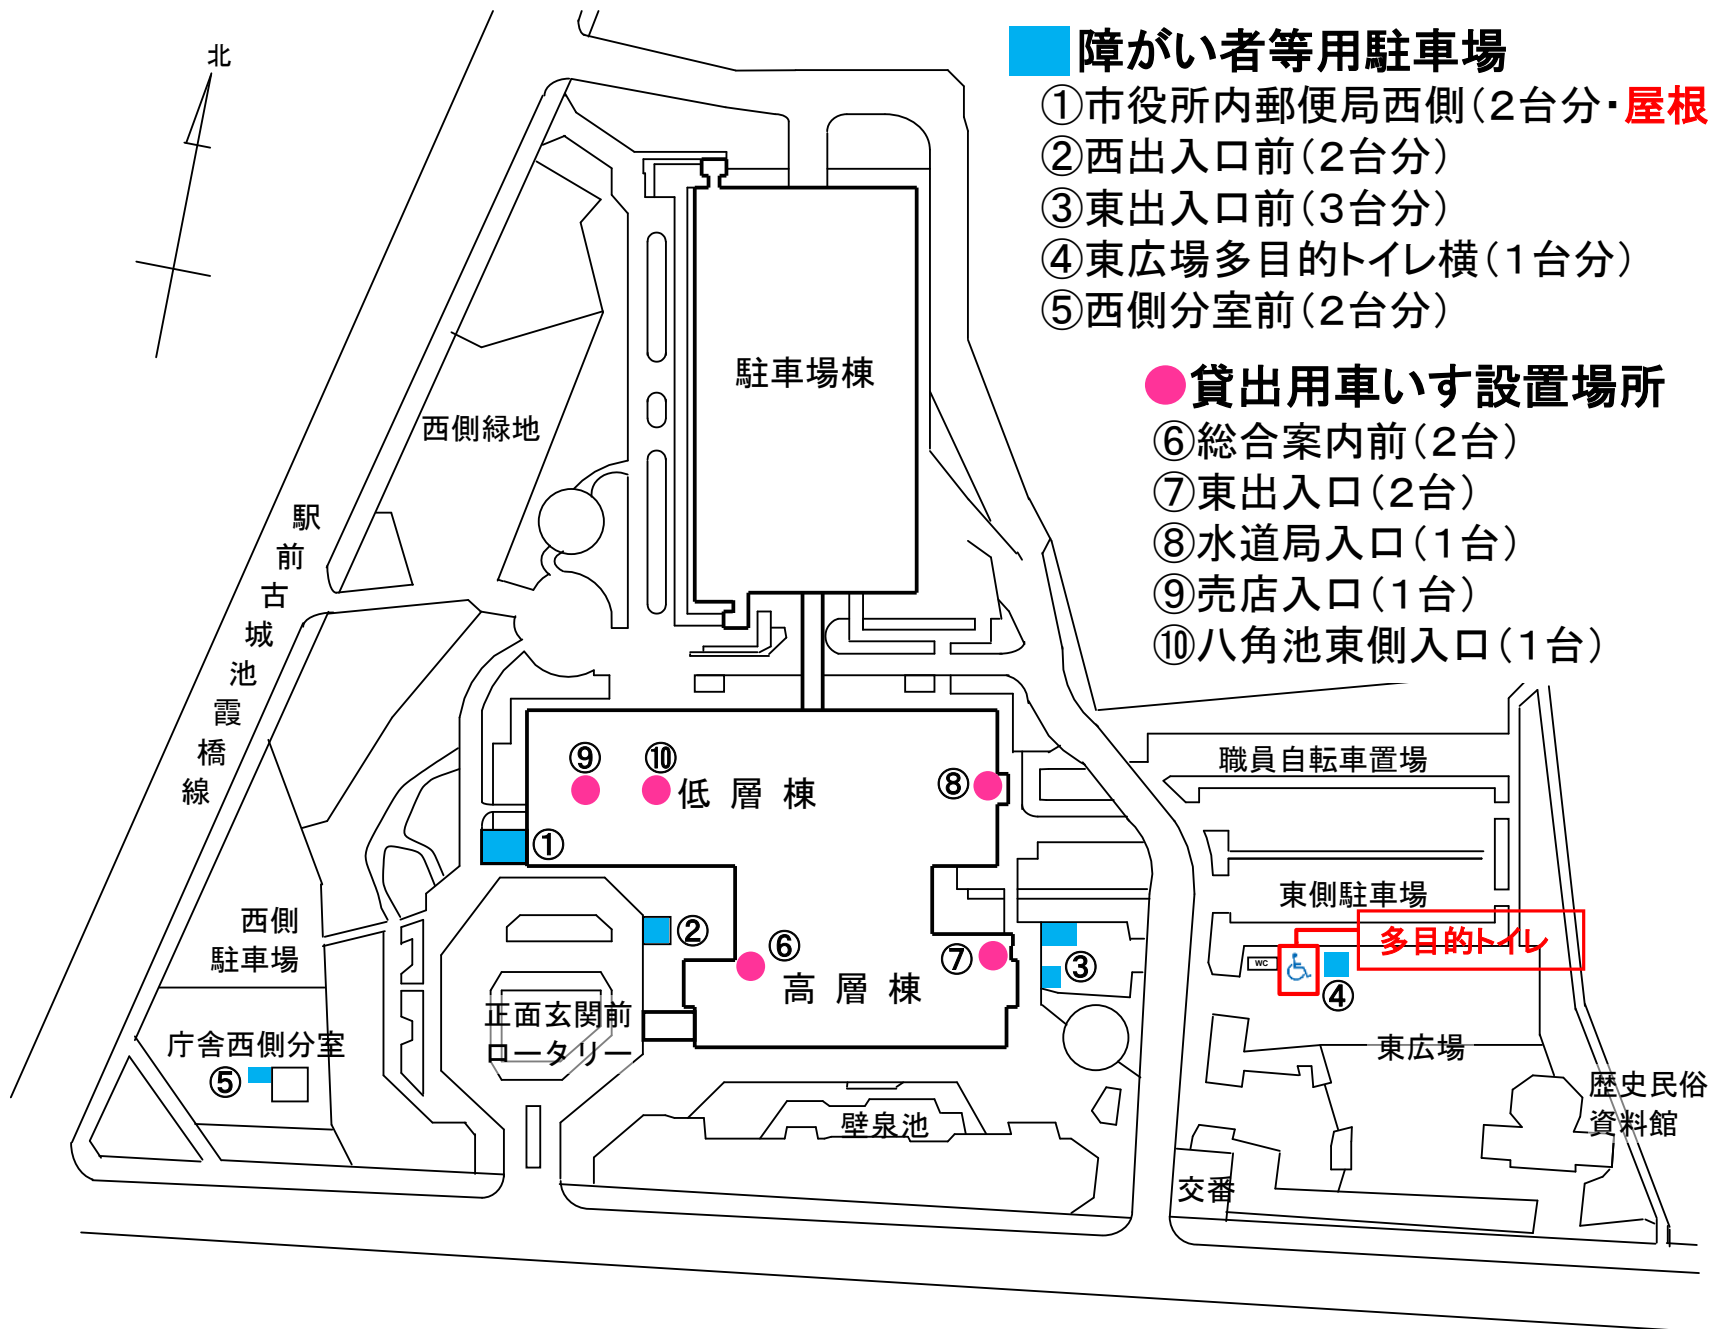 北
障がい者等用駐車場
①市役所内郵便局西側(2台分・屋根
②西出入口前(2台分)
③東出入口前(3台分)
④東広場多目的トイレ横(1台分)
⑤西側分室前(2台分)
貸出用車いす設置場所
⑥総合案内前(2台)
⑦東出入口(2台)
⑧水道局入口(1台)
⑨売店入口(1台)
⑩八角池東側入口(1台)
駐車場棟
西側緑地
駅前古城池霞橋線
職員自転車置場
⑨
⑩
低層棟
⑧
①
東側駐車場
西側
駐車場
②
⑥
⑦
③
多目的トイレ
WC
④
高層棟
正面玄関前
ロータリー
庁舎西側分室
⑤
東広場
歴史民俗
資料館
壁泉池
交番